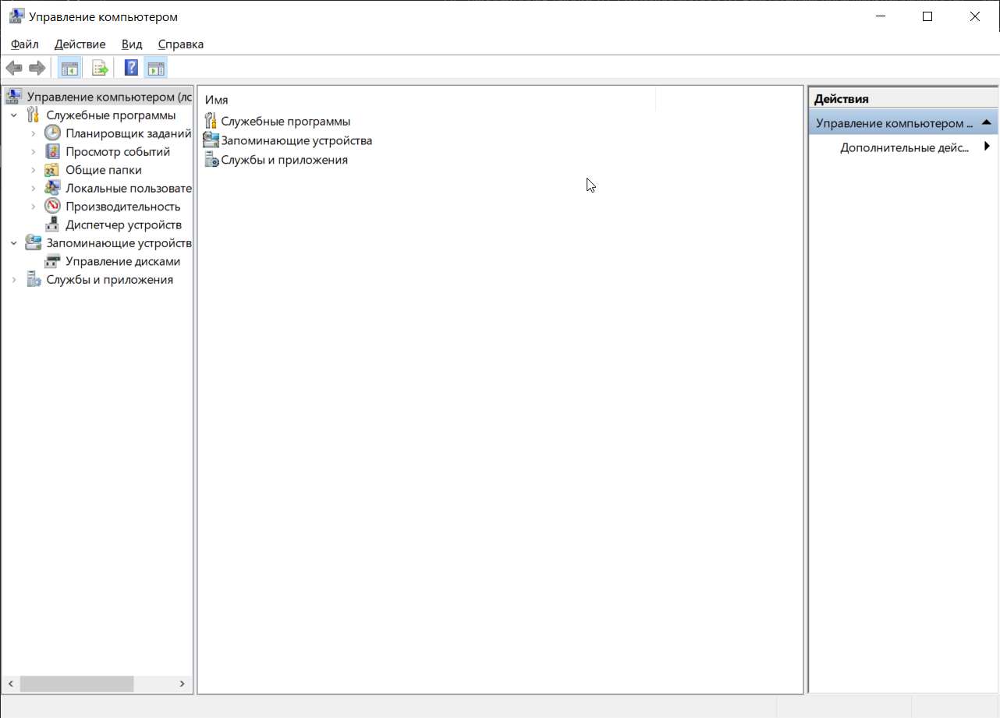 Управление компьютером
Файл Действие Вид Справка
Управление компьютером (лс
Служебные программы
Планировщик заданий
Просмотр событий
Общие папки
Локальные пользовате
Производительность
Диспетчер устройств
Запоминающие устройств
Управление дисками
Службы и приложения
Имя
Служебные программы
Запоминающие устройства
Службы и приложения
Действия
Управление компьютером ...
Дополнительные дейс...